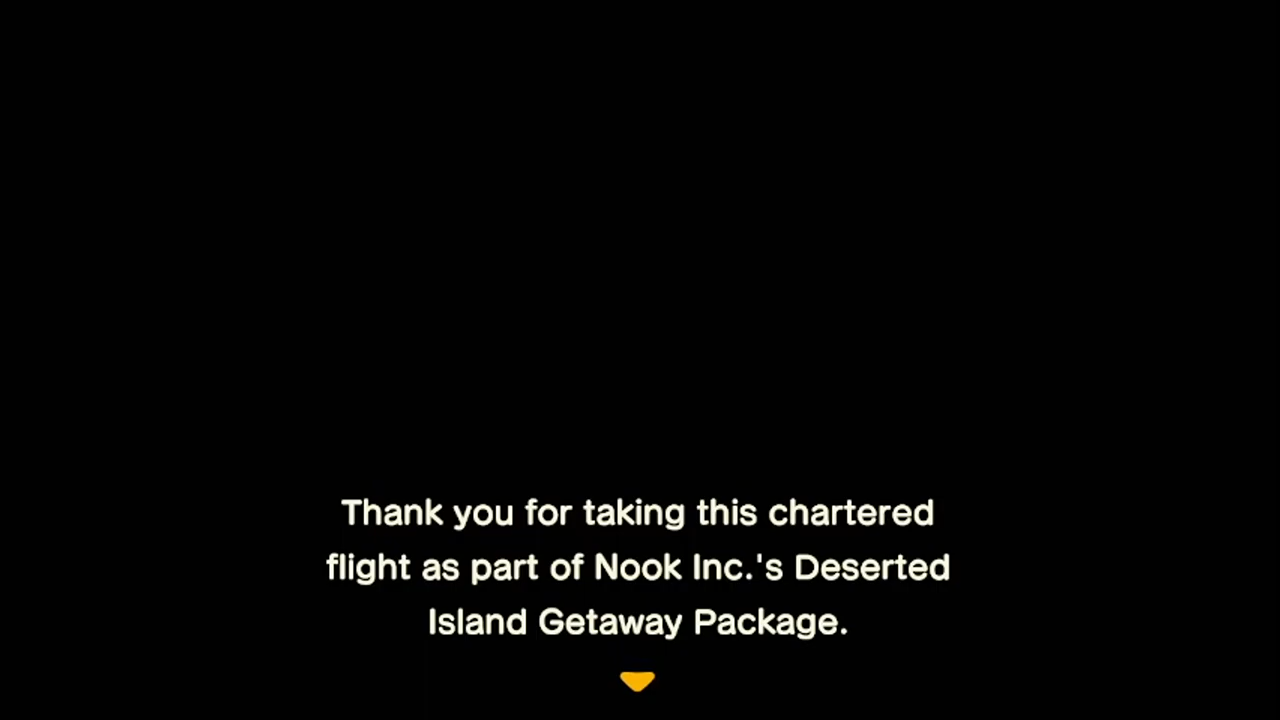 Thank you for taking this chartered
flight as part of Nook Inc.'s Deserted
Island Getaway Package.